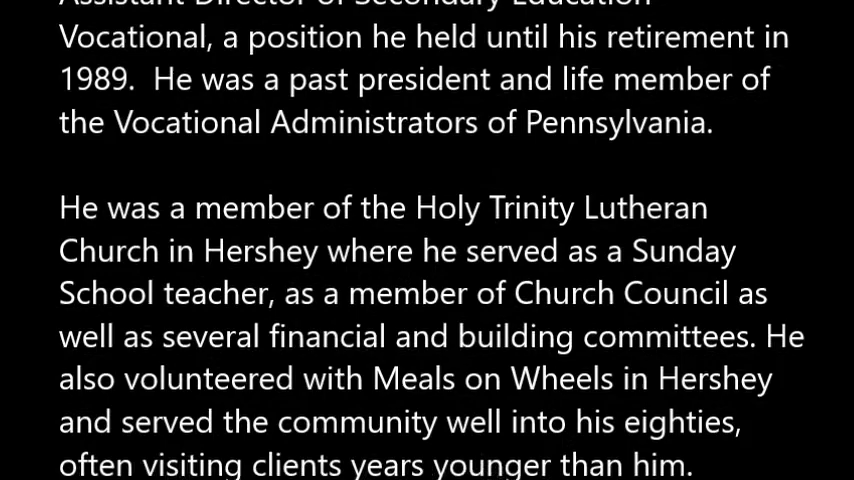 Assistant Director of Secondary Education
Vocational, a position he held until his retirement in
1989.  He was a past president and life member of
the Vocational Administrators of Pennsylvania.
He was a member of the Holy Trinity Lutheran
Church in Hershey where he served as a Sunday
School teacher, as a member of Church Council as
well as several financial and building committees. He
also volunteered with Meals on Wheels in Hershey
and served the community well into his eighties,
often visiting clients years younger than him.